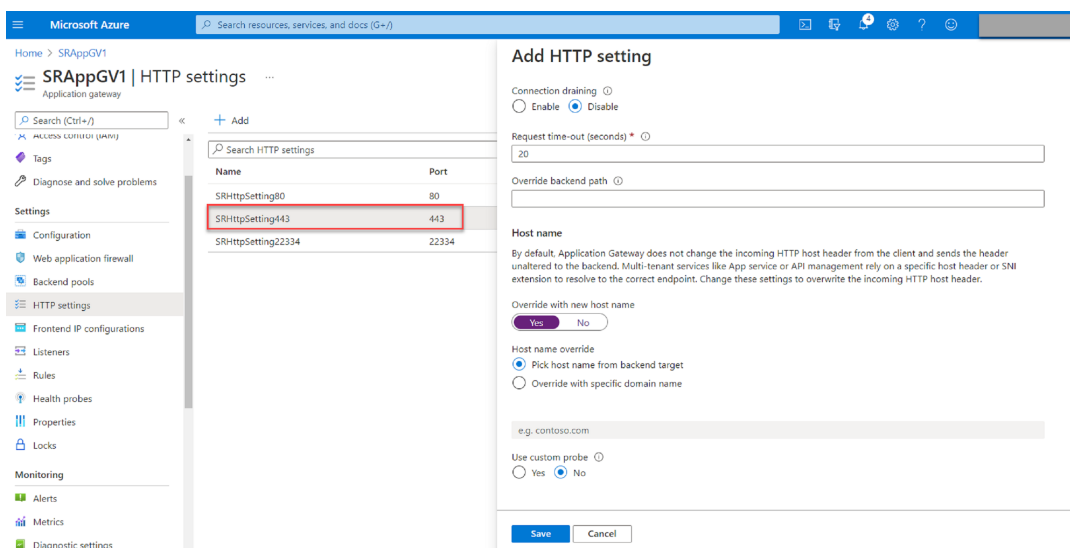 Microsoft Azure
Search resources, services, and docs (G+/)
4
Home > SRAppGV1
SRAppGV1 | HTTP settings ...
Application gateway
Search (Ctrl+/)
«
Access control (IAM)
Tags
Diagnose and solve problems
Settings
Configuration
Web application firewall
Backend pools
HTTP settings
Frontend IP configurations
Listeners
Rules
Health probes
Properties
Locks
Monitoring
Alerts
Metrics
Diagnostic settings
+ Add
Search HTTP settings
Name Port
SRHttpSetting80 80
SRHttpSetting443 443
SRHttpSetting22334 22334
Add HTTP setting
Connection draining
Enable Disable
Request time-out (seconds) *
20
Override backend path
Host name
By default, Application Gateway does not change the incoming HTTP host header from the client and sends the header
unaltered to the backend. Multi-tenant services like App service or API management rely on a specific host header or SNI
extension to resolve to the correct endpoint. Change these settings to overwrite the incoming HTTP host header.
Override with new host name
Yes No
Host name override
Pick host name from backend target
Override with specific domain name
e.g. contoso.com
Use custom probe
Yes No
Save Cancel